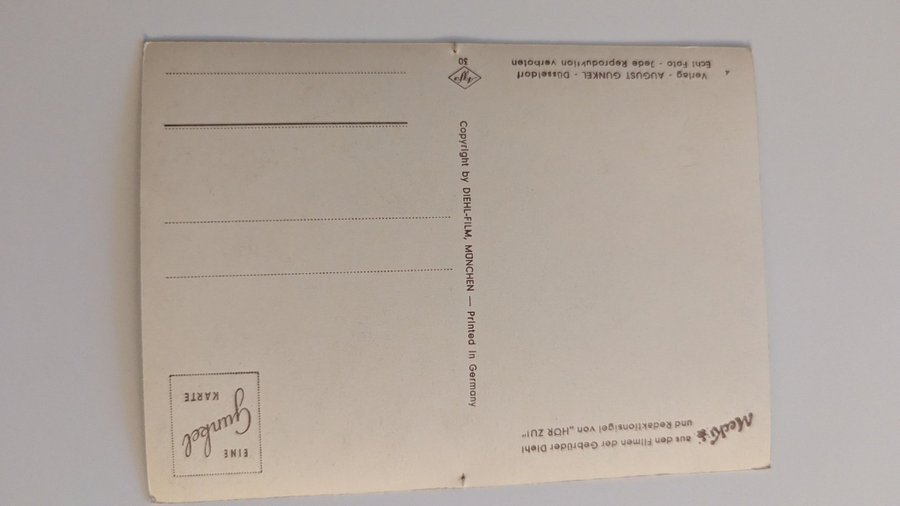 Mecki aus den Filmen der Gebrüder Diehl
und Redaktionsigel von „HÖR ZU!"
EINE
Gunkel
KARTE
Copyright by DIEHL-FILM, MÜNCHEN — Printed in Germany
Verlag - AUGUST GUNKEL - Düsseldorf
Echt Foto - Jede Reproduktion verboten
Agfa